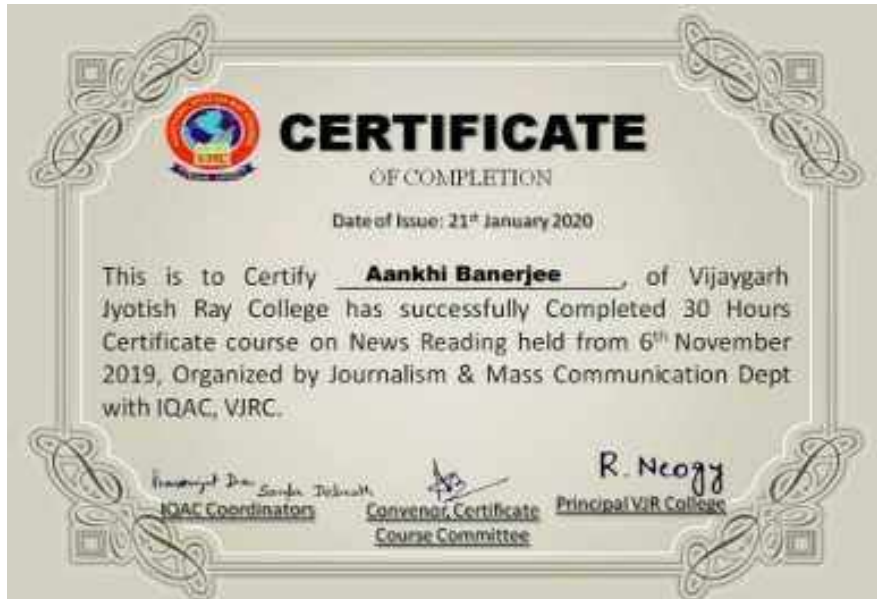 VJRC
CERTIFICATE
OF COMPLETION
Date of Issue: 21st January 2020
This is to Certify Aankhi Banerjee, of Vijaygarh
Jyotish Ray College has successfully Completed 30 Hours
Certificate course on News Reading held from 6th November
2019, Organized by Journalism & Mass Communication Dept
with IQAC, VJRC.
R. Neogy
IQAC Coordinators
Convenor, Certificate
Course Committee
Principal VJR College